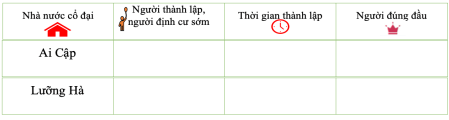 Nhà nước cổ đại
Người thành lập,
người định cư sớm
Thời gian thành lập
Người đúng đầu
Ai Cập
Lưỡng Hà